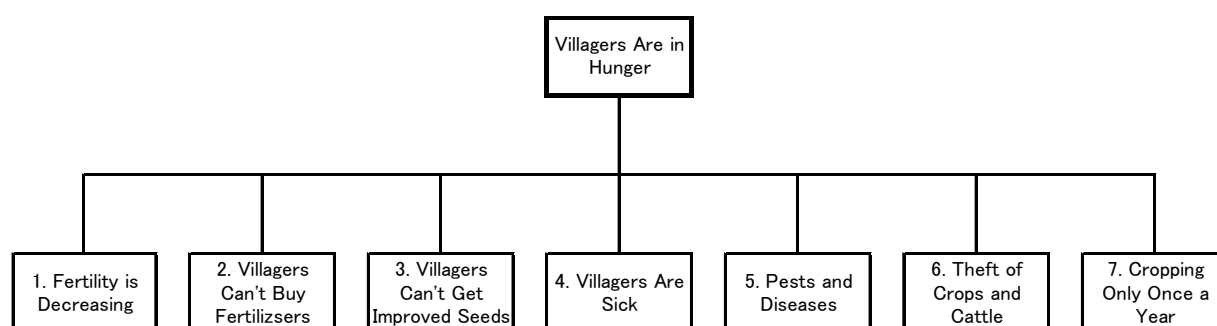 Villagers Are in
Hunger
1. Fertility is
Decreasing
2. Villagers
Can't Buy
Fertilizsers
3. Villagers
Can't Get
Improved Seeds
4. Villagers Are
Sick
5. Pests and
Diseases
6. Theft of
Crops and
Cattle
7. Cropping
Only Once a
Year